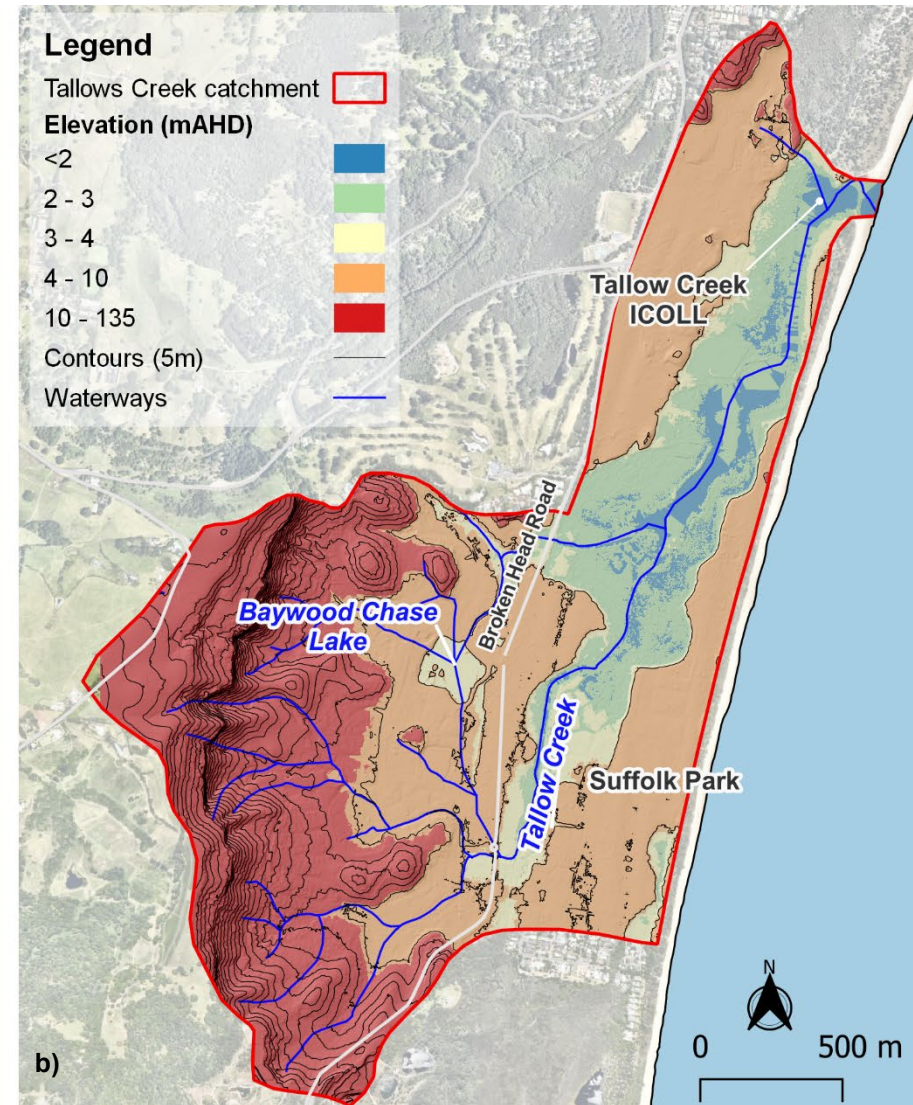 Legend
Tallows Creek catchment
Elevation (mAHD)
<2
2 - 3
3 - 4
4 - 10
10 - 135
Contours (5m)
Waterways
Tallow Creek
ICOLL
Broken Head Road
Baywood Chase
Lake
Tallow Creek
Suffolk Park
N
0 500 m
b)